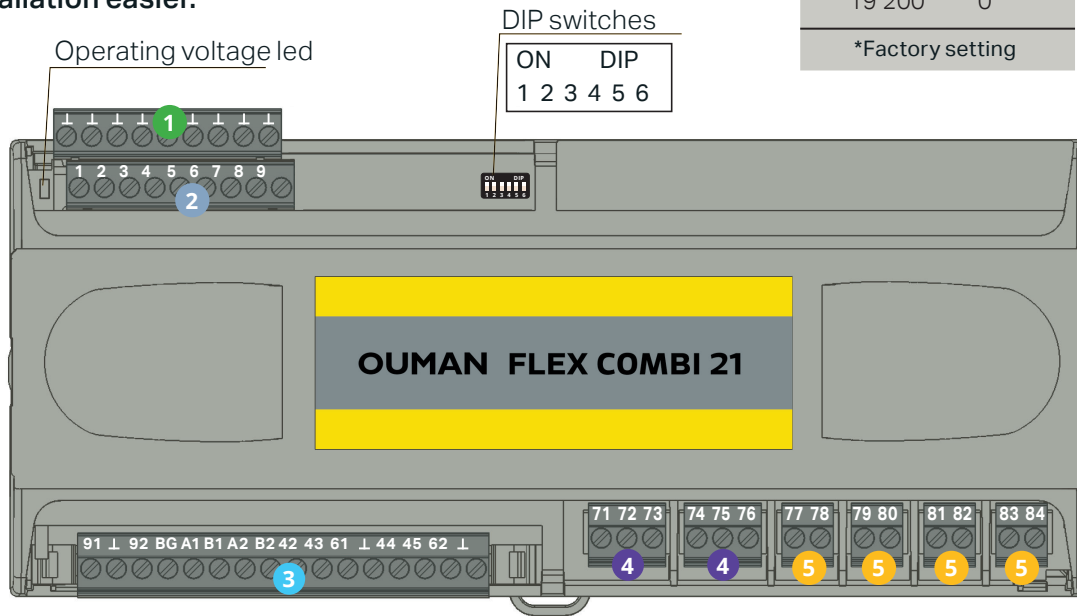 allation easier.
19 200 0
*Factory setting
DIP switches
ON DIP
1 2 3 4 5 6
Operating voltage led
⊥ ⊥ ⊥ ⊥ 1 ⊥ ⊥ ⊥ ⊥
1 2 3 4 5 6 7 8 9
2
ON DIP
1 2 3 4 5 6
OUMAN FLEX COMBI 21
71 72 73 74 75 76 77 78 79 80 81 82 83 84
4 4 5 5 5 5
91 ⊥ 92 BG A1 B1 A2 B2 42 43 61 ⊥ 44 45 62 ⊥
3